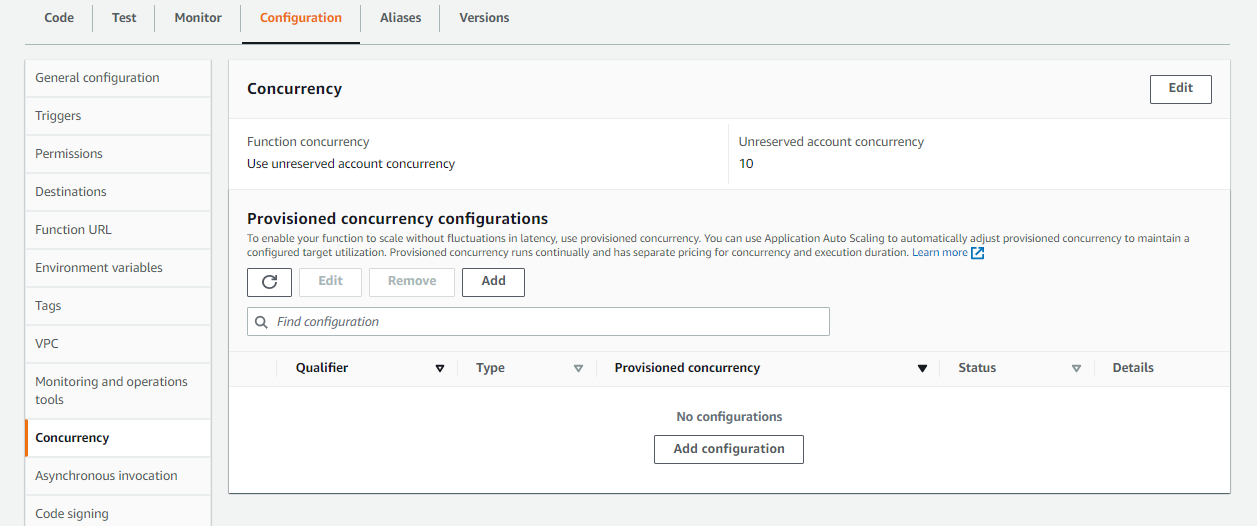 Code Test Monitor Configuration Aliases Versions
General configuration
Triggers
Permissions
Destinations
Function URL
Environment variables
Tags
VPC
Monitoring and operations
tools
Concurrency
Asynchronous invocation
Code signing
Concurrency
Edit
Function concurrency
Use unreserved account concurrency
Unreserved account concurrency
10
Provisioned concurrency configurations
To enable your function to scale without fluctuations in latency, use provisioned concurrency. You can use Application Auto Scaling to automatically adjust provisioned concurrency to maintain a
configured target utilization. Provisioned concurrency runs continually and has separate pricing for concurrency and execution duration. Learn more
Edit Remove Add
Find configuration
Qualifier Type Provisioned concurrency Status Details
No configurations
Add configuration